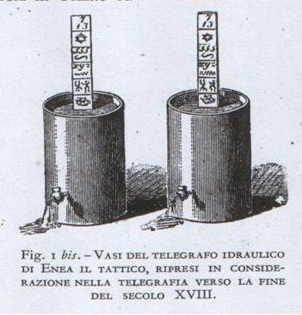 Fig. 1 bis. – VASI DEL TELEGRAFO IDRAULICO
DI ENEA IL TATTICO, RIPRESI IN CONSIDE-
RAZIONE NELLA TELEGRAFIA VERSO LA FINE
DEL SECOLO XVIII.